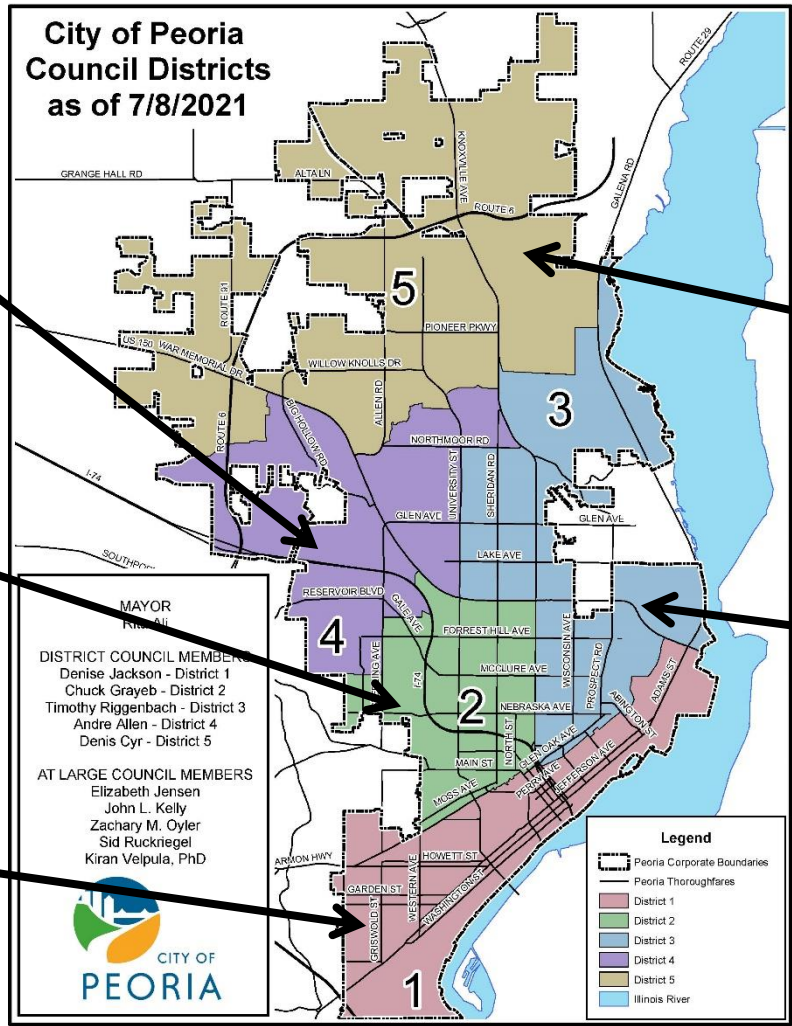 City of Peoria
Council Districts
as of 7/8/2021
ROUTE 29
KNOXVILLE AVE
GRANGE HALL RD
ALTA LN
GALENA RD
ROUTE 6
5
ROUTE 91
PIONEER PKWY
US 150 WAR MEMORIAL DR
WILLOW KNOLLS DR
ALLEN RD
3
BIG HOLLOW RD
ROUTE 6
NORTHMOOR RD
UNIVERSITY ST
SHERIDAN RD
I-74
GLEN AVE
GLEN AVE
LAKE AVE
RESERVOIR BLVD
GALE AVE
4
FORREST HILL AVE
WISCONSIN AVE
PROSPECT RD
MCCLURE AVE
I-74
NEBRASKA AVE
ABINGTON ST
ADAMS ST
2
NORTH ST
MAIN ST
GLEN OAK AVE
PERRY AVE
JEFFERSON AVE
MOSS AVE
HOWETT ST
GARDEN ST
WESTERN AVE
WASHINGTON ST
GRISWOLD ST
1
MAYOR
Ali
DISTRICT COUNCIL MEMBERS
Denise Jackson - District 1
Chuck Grayeb - District 2
Timothy Riggenbach - District 3
Andre Allen - District 4
Denis Cyr - District 5
AT LARGE COUNCIL MEMBERS
Elizabeth Jensen
John L. Kelly
Zachary M. Oyler
Sid Ruckriegel
Kiran Velpula, PhD
CITY OF
PEORIA
Legend
Peoria Corporate Boundaries
Peoria Thoroughfares
District 1
District 2
District 3
District 4
District 5
Illinois River